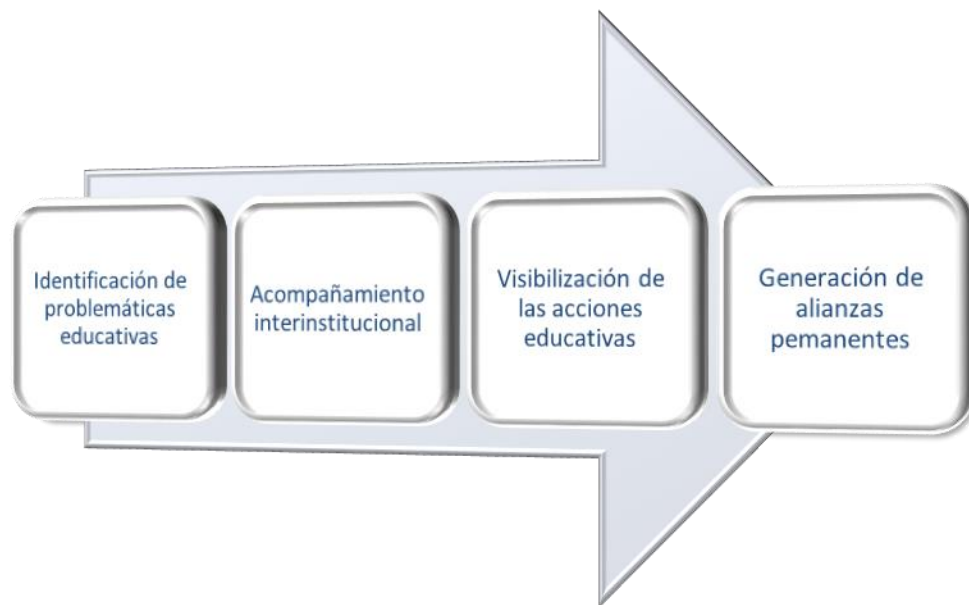 Identificación de
problemáticas
educativas
Acompañamiento
interinstitucional
Visibilización de
las acciones
educativas
Generación de
alianzas
pemanentes